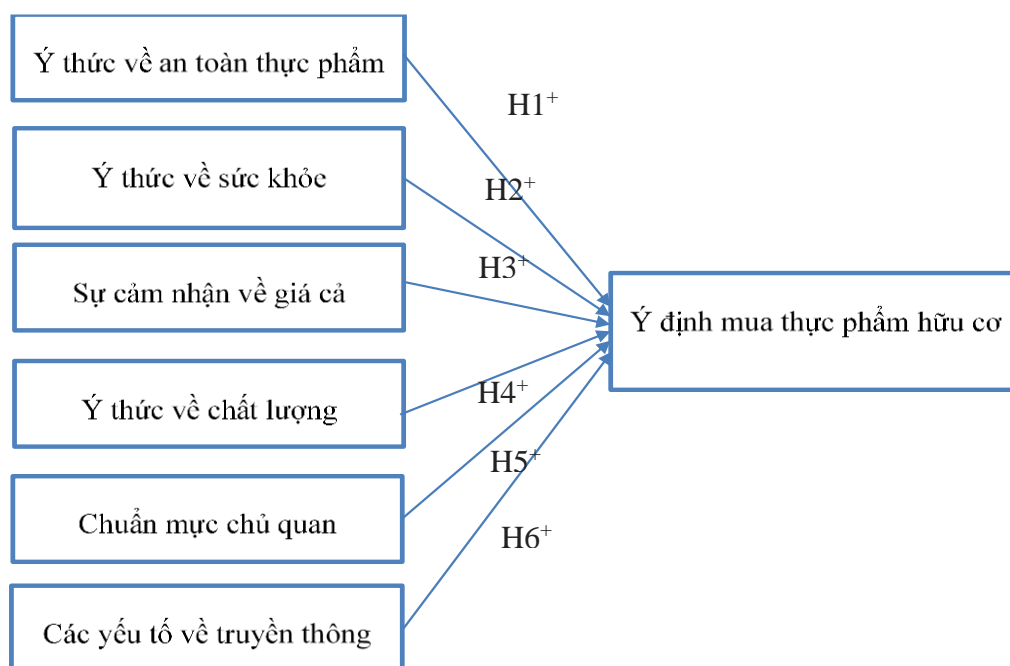 Ý thức về an toàn thực phẩm
H1⁺
Ý thức về sức khỏe
H2⁺
H3⁺
Sự cảm nhận về giá cả
Ý định mua thực phẩm hữu cơ
Ý thức về chất lượng
H4⁺
H5⁺
Chuẩn mực chủ quan
H6⁺
Các yếu tố về truyền thông